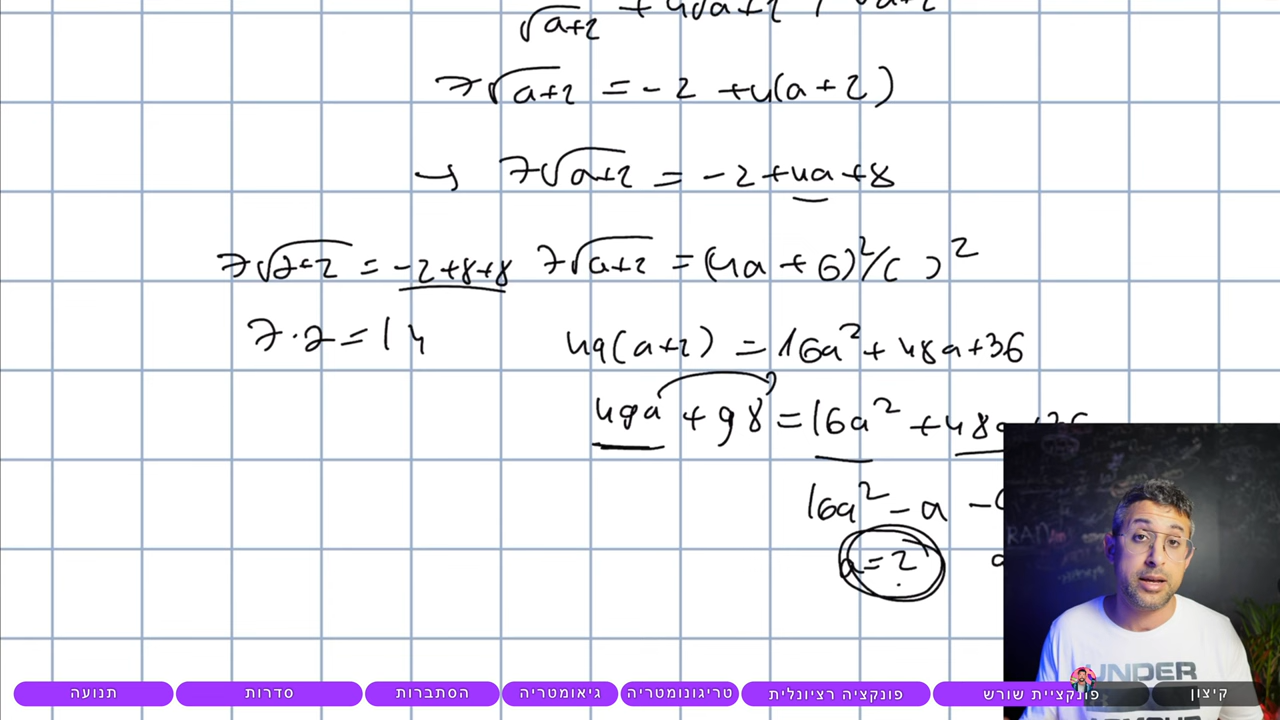 7√(a+2) = -2 + 4(a+2)
→ 7√(a+2) = -2 + 4a + 8
7√(2+2) = -2+8+8
7√(a+2) = (4a + 6)² /( )²
7·2 = 14
49(a+2) = 16a² + 48a + 36
49a + 98 = 16a² + 48a
16a² - a -
a = 2
UNDER
תנועה
סדרות
הסתברות
גיאומטריה
טריגונומטריה
פונקציה רציונלית
פונקציית שורש
קיצון